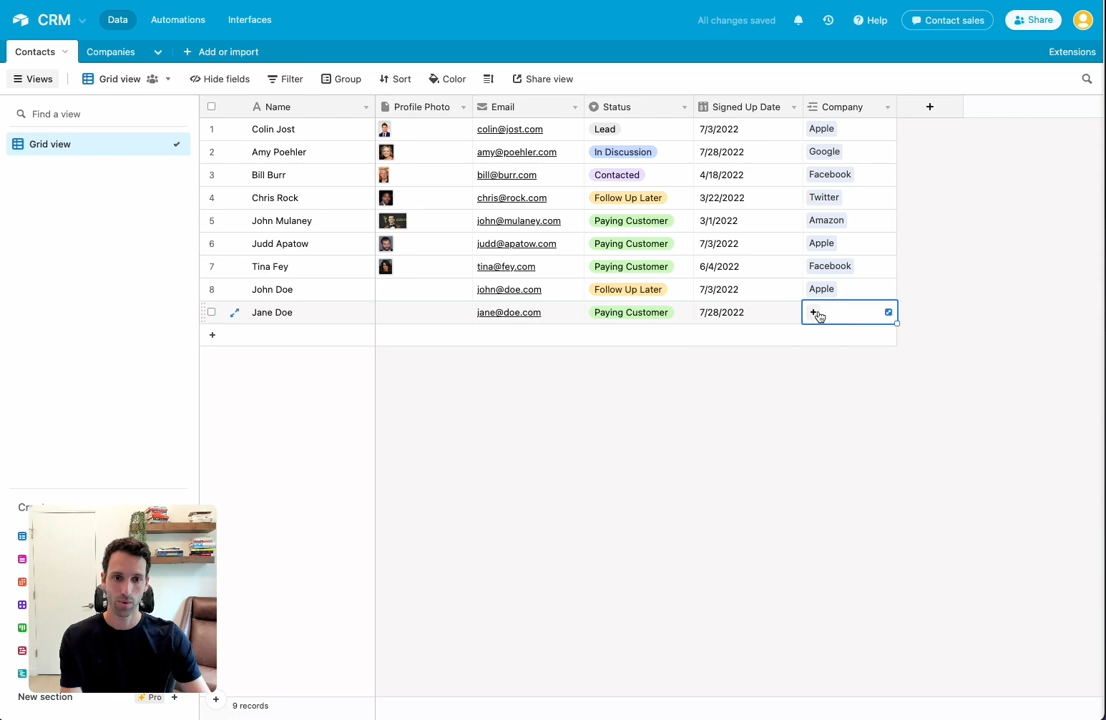 CRM Data Automations Interfaces All changes saved Help Contact sales Share
Contacts Companies + Add or import Extensions
Views Grid view Hide fields Filter Group Sort Color Share view
Find a view
Grid view
Name Profile Photo Email Status Signed Up Date Company +
1 Colin Jost colin@jost.com Lead 7/3/2022 Apple
2 Amy Poehler amy@poehler.com In Discussion 7/28/2022 Google
3 Bill Burr bill@burr.com Contacted 4/18/2022 Facebook
4 Chris Rock chris@rock.com Follow Up Later 3/22/2022 Twitter
5 John Mulaney john@mulaney.com Paying Customer 3/1/2022 Amazon
6 Judd Apatow judd@apatow.com Paying Customer 7/3/2022 Apple
7 Tina Fey tina@fey.com Paying Customer 6/4/2022 Facebook
8 John Doe john@doe.com Follow Up Later 7/3/2022 Apple
Jane Doe jane@doe.com Paying Customer 7/28/2022 +
+
New section Pro + +
9 records